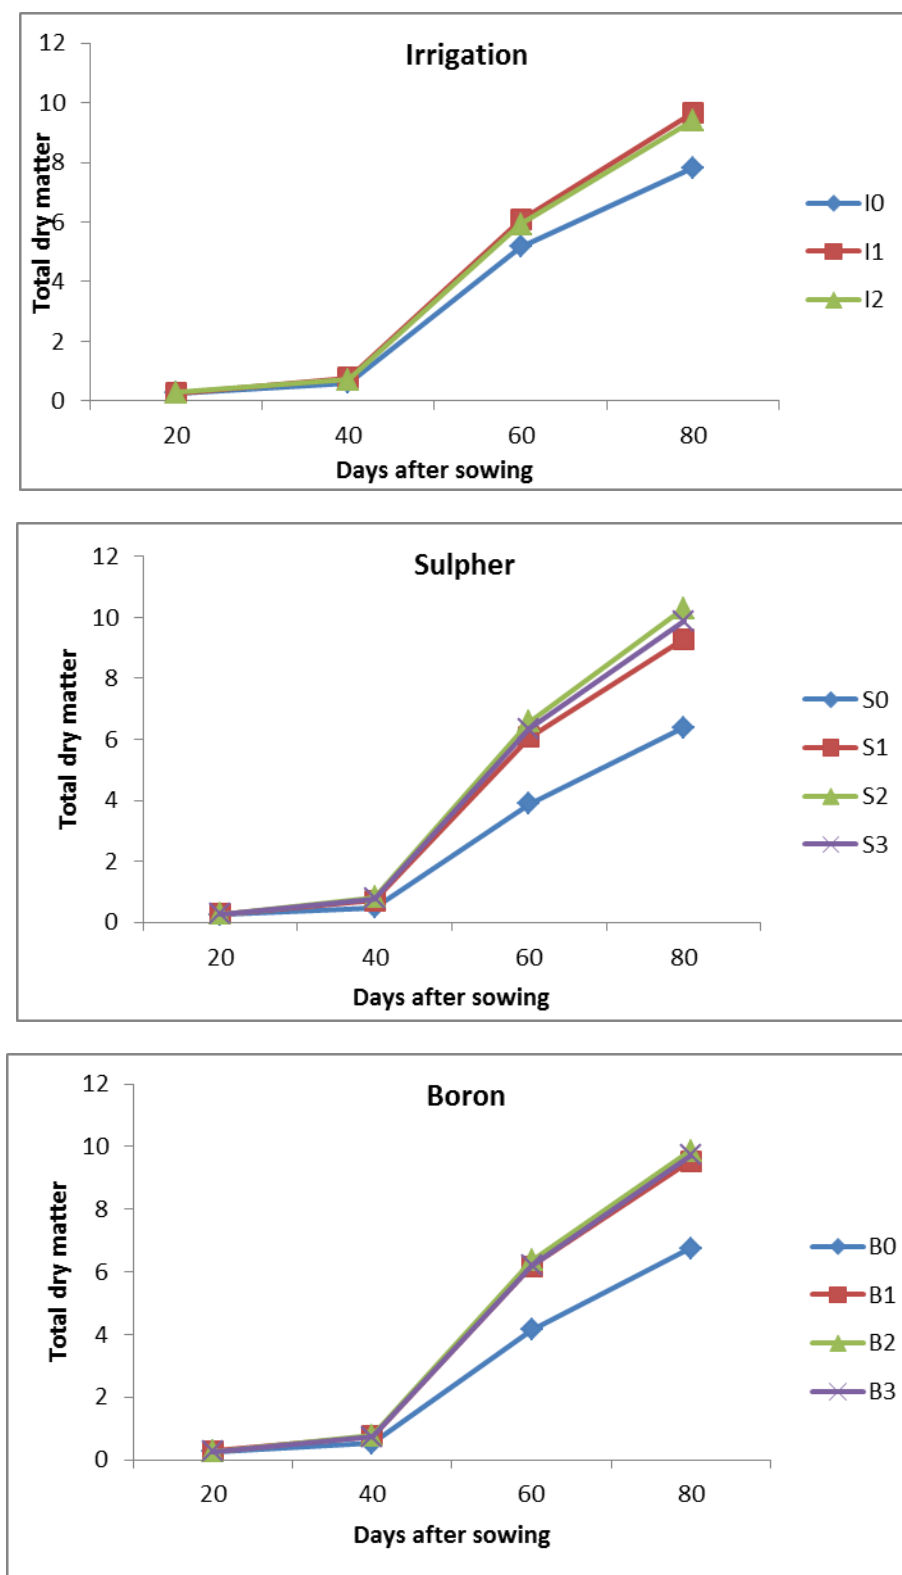 Irrigation
Total dry matter
12
10
8
6
4
2
0
20 40 60 80
Days after sowing
I0
I1
I2
Sulpher
Total dry matter
12
10
8
6
4
2
0
20 40 60 80
Days after sowing
S0
S1
S2
S3
Boron
Total dry matter
12
10
8
6
4
2
0
20 40 60 80
Days after sowing
B0
B1
B2
B3